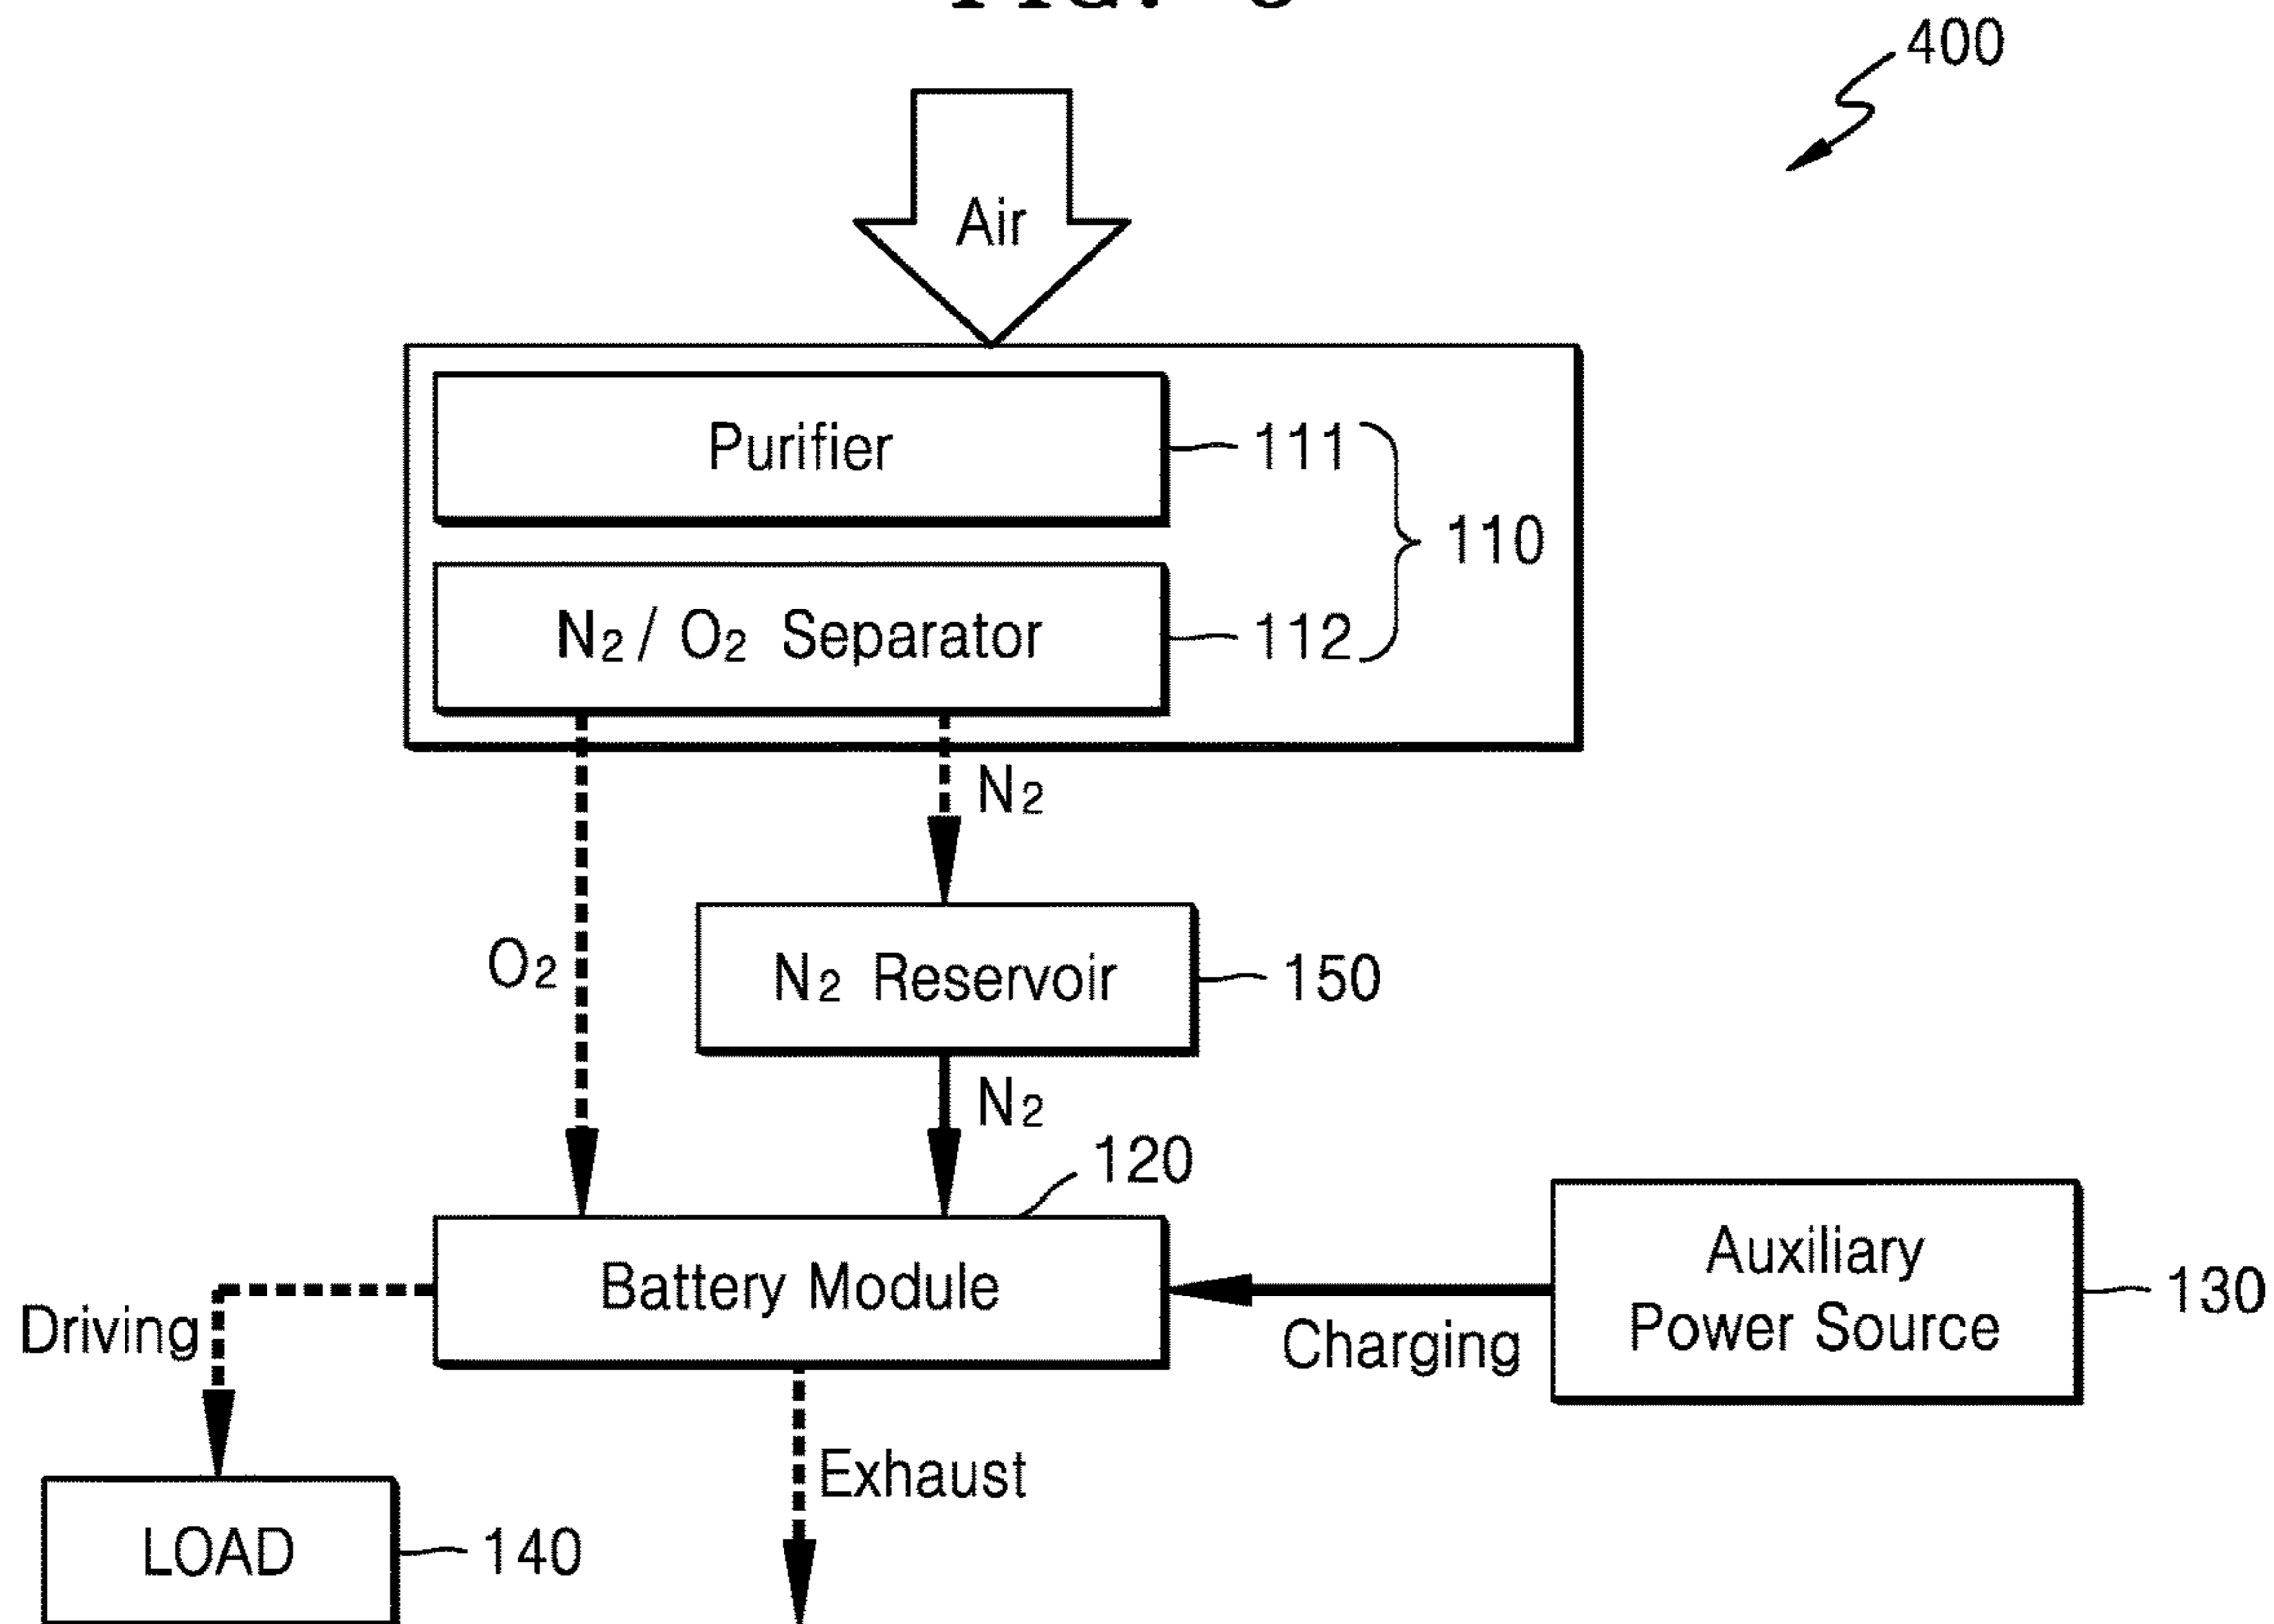 400
Air
Purifier
111
110
N₂ / O₂ Separator
112
N₂
O₂
N₂ Reservoir
150
N₂
120
Battery Module
Auxiliary
Power Source
130
Driving
Charging
Exhaust
LOAD
140